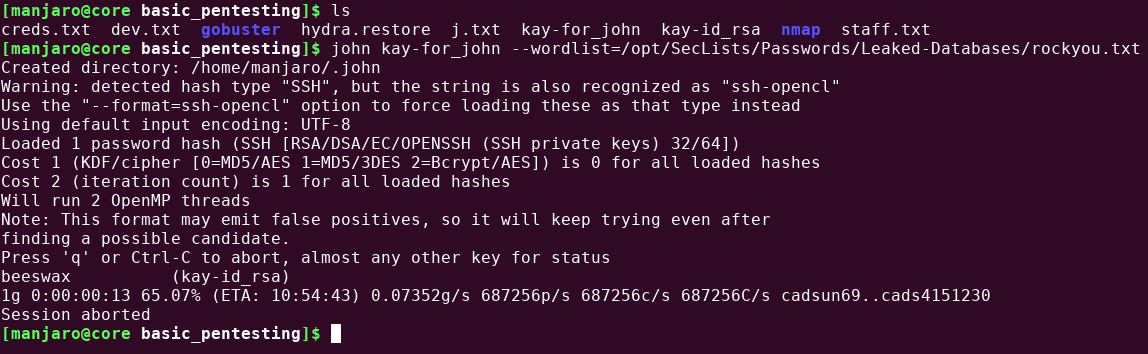 [manjaro@core basic_pentesting]$ ls
creds.txt  dev.txt  gobuster  hydra.restore  j.txt  kay-for_john  kay-id_rsa  nmap  staff.txt
[manjaro@core basic_pentesting]$ john kay-for_john --wordlist=/opt/SecLists/Passwords/Leaked-Databases/rockyou.txt
Created directory: /home/manjaro/.john
Warning: detected hash type "SSH", but the string is also recognized as "ssh-opencl"
Use the "--format=ssh-opencl" option to force loading these as that type instead
Using default input encoding: UTF-8
Loaded 1 password hash (SSH [RSA/DSA/EC/OPENSSH (SSH private keys) 32/64])
Cost 1 (KDF/cipher [0=MD5/AES 1=MD5/3DES 2=Bcrypt/AES]) is 0 for all loaded hashes
Cost 2 (iteration count) is 1 for all loaded hashes
Will run 2 OpenMP threads
Note: This format may emit false positives, so it will keep trying even after
finding a possible candidate.
Press 'q' or Ctrl-C to abort, almost any other key for status
beeswax          (kay-id_rsa)
1g 0:00:00:13 65.07% (ETA: 10:54:43) 0.07352g/s 687256p/s 687256c/s 687256C/s cadsun69..cads4151230
Session aborted
[manjaro@core basic_pentesting]$